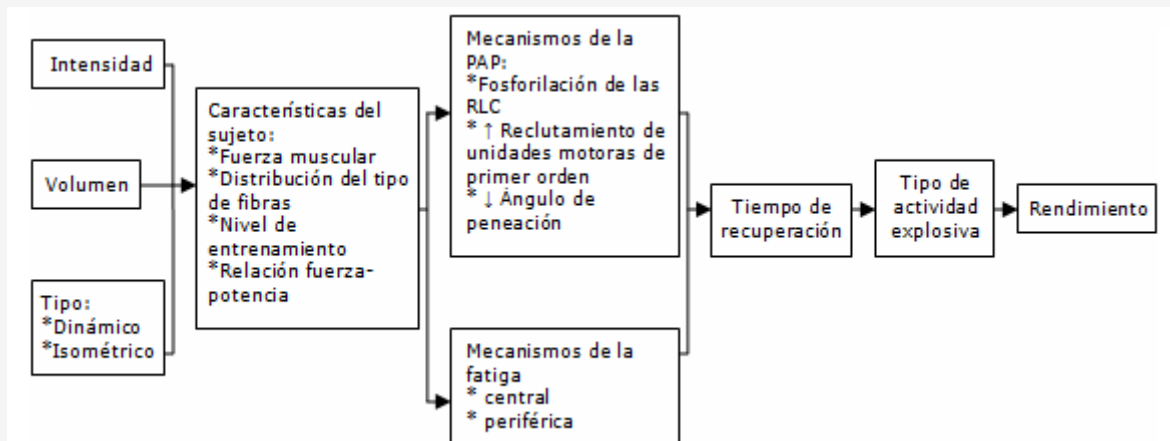 Intensidad
Volumen
Tipo:
*Dinámico
*Isométrico
Características del
sujeto:
*Fuerza muscular
*Distribución del tipo
de fibras
*Nivel de
entrenamiento
*Relación fuerza-
potencia
Mecanismos de la
PAP:
*Fosforilación de las
RLC
* ↑ Reclutamiento de
unidades motoras de
primer orden
* ↓ Ángulo de
peneación
Mecanismos de la
fatiga
* central
* periférica
Tiempo de
recuperación
Tipo de
actividad
explosiva
Rendimiento